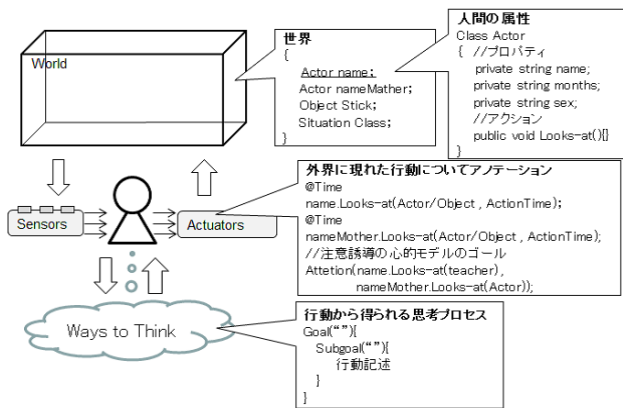 World
世界
{
Actor name;
Actor nameMather;
Object Stick;
Situation Class;
}
人間の属性
Class Actor
{ //プロパティ
private string name;
private string months;
private string sex;
//アクション
public void Looks-at(){}
}
Sensors
Actuators
外界に現れた行動についてアノテーション
@Time
name.Looks-at(Actor/Object , ActionTime);
@Time
nameMother.Looks-at(Actor/Object , ActionTime);
//注意誘導の心的モデルのゴール
Attetion(name.Looks-at(teacher) ,
nameMother.Looks-at(Actor));
Ways to Think
行動から得られる思考プロセス
Goal(“”){
Subgoal(“”){
行動記述
}
}